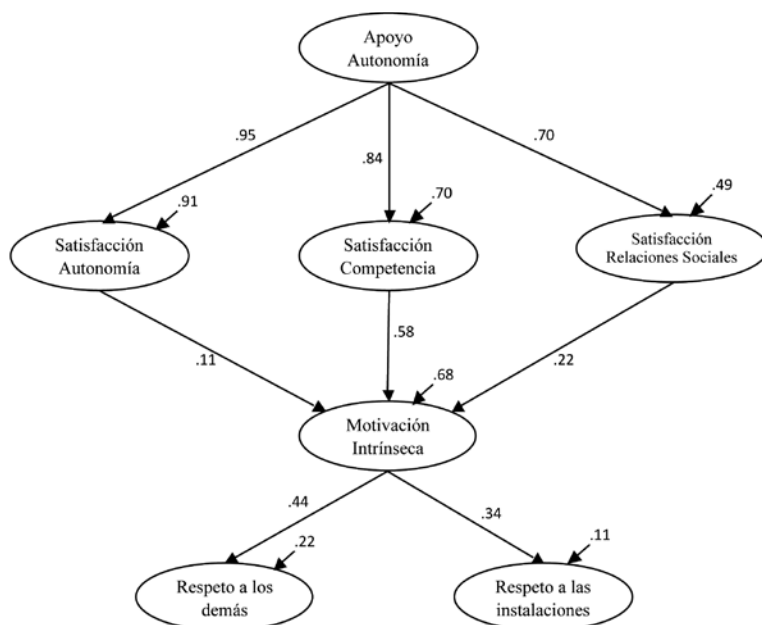 Apoyo
Autonomía
.95
.84
.70
.91
.70
.49
Satisfacción
Autonomía
Satisfacción
Competencia
Satisfacción
Relaciones Sociales
.11
.58
.22
.68
Motivación
Intrínseca
.44
.34
.22
.11
Respeto a los
demás
Respeto a las
instalaciones